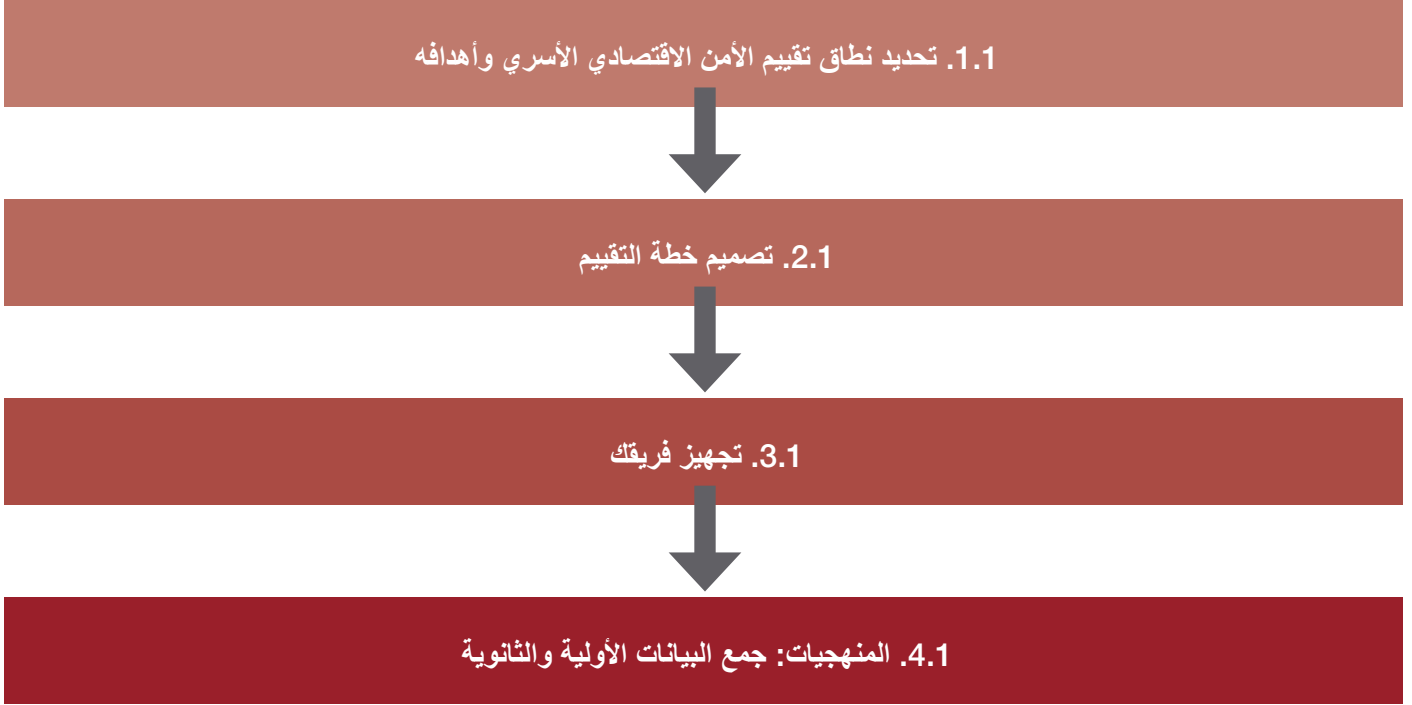 1.1. تحديد نطاق تقييم الأمن الاقتصادي الأسري وأهدافه
2.1. تصميم خطة التقييم
3.1. تجهيز فريقك
4.1. المنهجيات: جمع البيانات الأولية والثانوية